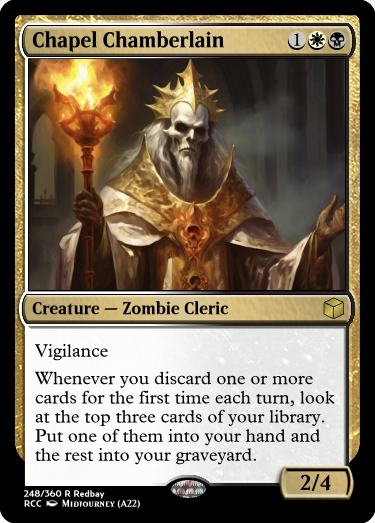 Chapel Chamberlain 1
Creature — Zombie Cleric
Vigilance
Whenever you discard one or more
cards for the first time each turn, look
at the top three cards of your library.
Put one of them into your hand and
the rest into your graveyard.
2/4
248/360 R Redbay
RCC Midjourney (A22)